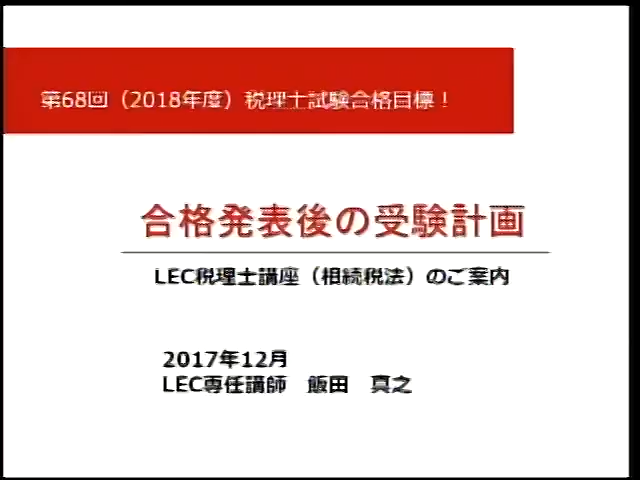 第68回（2018年度）税理士試験合格目標！
合格発表後の受験計画
LEC税理士講座（相続税法）のご案内
2017年12月
LEC専任講師　飯田　真之